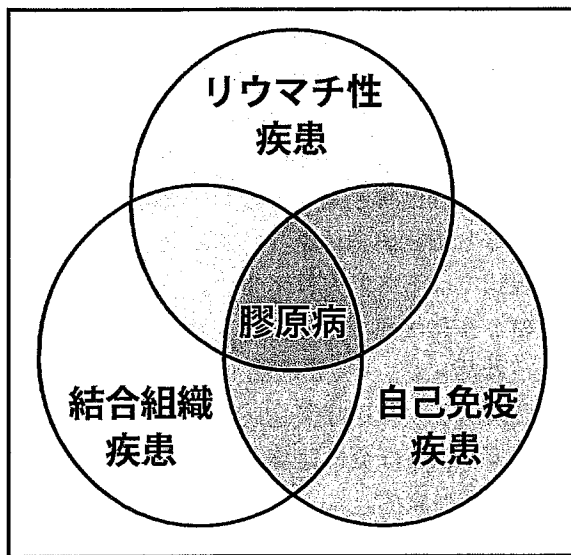 リウマチ性
疾患
膠原病
結合組織
疾患
自己免疫
疾患